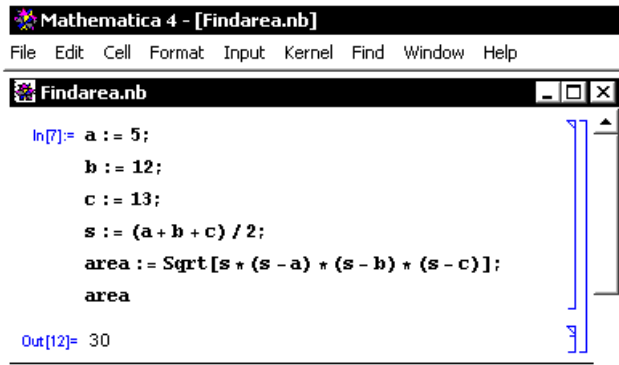 Mathematica 4 - [Findarea.nb]
File Edit Cell Format Input Kernel Find Window Help
Findarea.nb
In[7]:= a := 5;
b := 12;
c := 13;
s := (a + b + c) / 2;
area := Sqrt[s * (s - a) * (s - b) * (s - c)];
area
Out[12]= 30